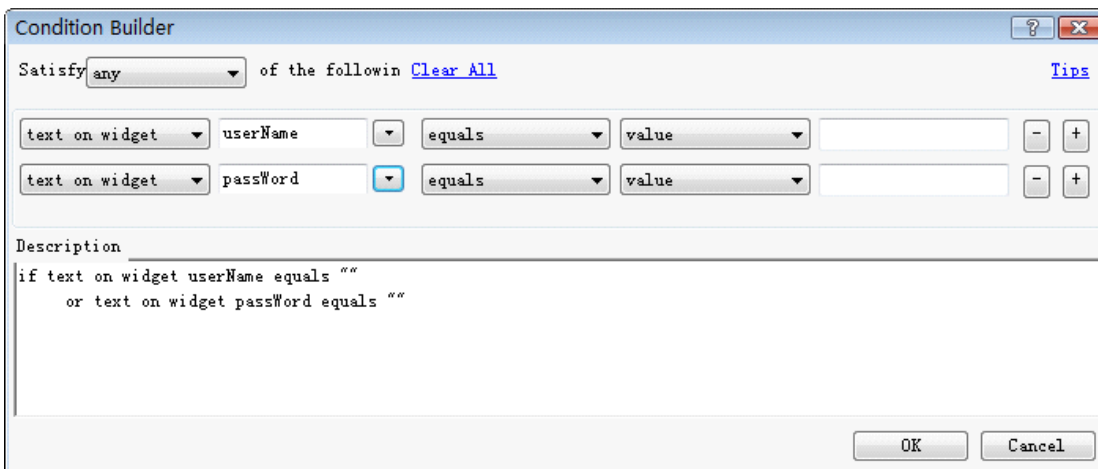 Condition Builder
Satisfy any of the followin Clear All Tips
text on widget userName equals value - +
text on widget passWord equals value - +
Description
if text on widget userName equals ""
or text on widget passWord equals ""
OK Cancel